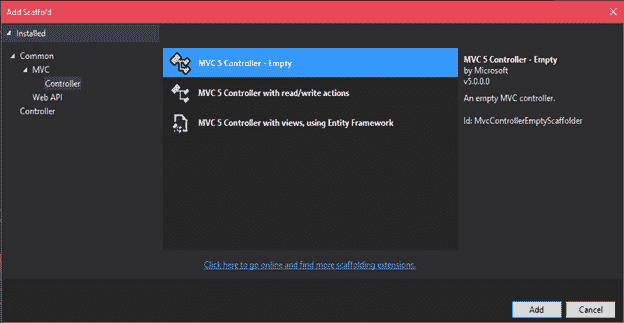 Add Scaffold
Installed
Common
MVC
Controller
Web API
Controller
MVC 5 Controller - Empty
MVC 5 Controller with read/write actions
MVC 5 Controller with views, using Entity Framework
Click here to go online and find more scaffolding extensions.
MVC 5 Controller - Empty
by Microsoft
v5.0.0.0
An empty MVC controller.
Id: MvcControllerEmptyScaffolder
Add
Cancel